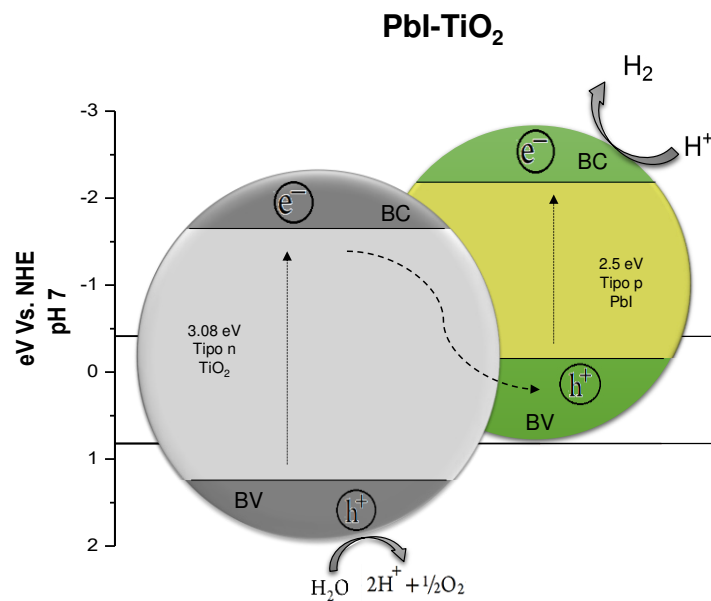 PbI-TiO₂
H₂
H⁺
-3
-2
-1
0
1
2
eV Vs. NHE
pH 7
e⁻
BC
e⁻
BC
3.08 eV
Tipo n
TiO₂
2.5 eV
Tipo p
PbI
h⁺
BV
BV
h⁺
H₂O 2H⁺ + ½O₂